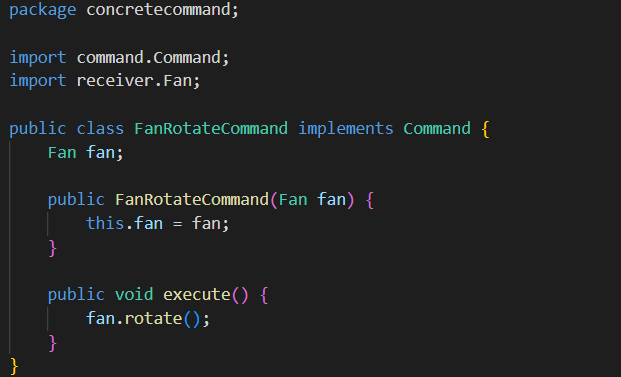 package concretecommand;
import command.Command;
import receiver.Fan;
public class FanRotateCommand implements Command {
Fan fan;
public FanRotateCommand(Fan fan) {
this.fan = fan;
}
public void execute() {
fan.rotate();
}
}